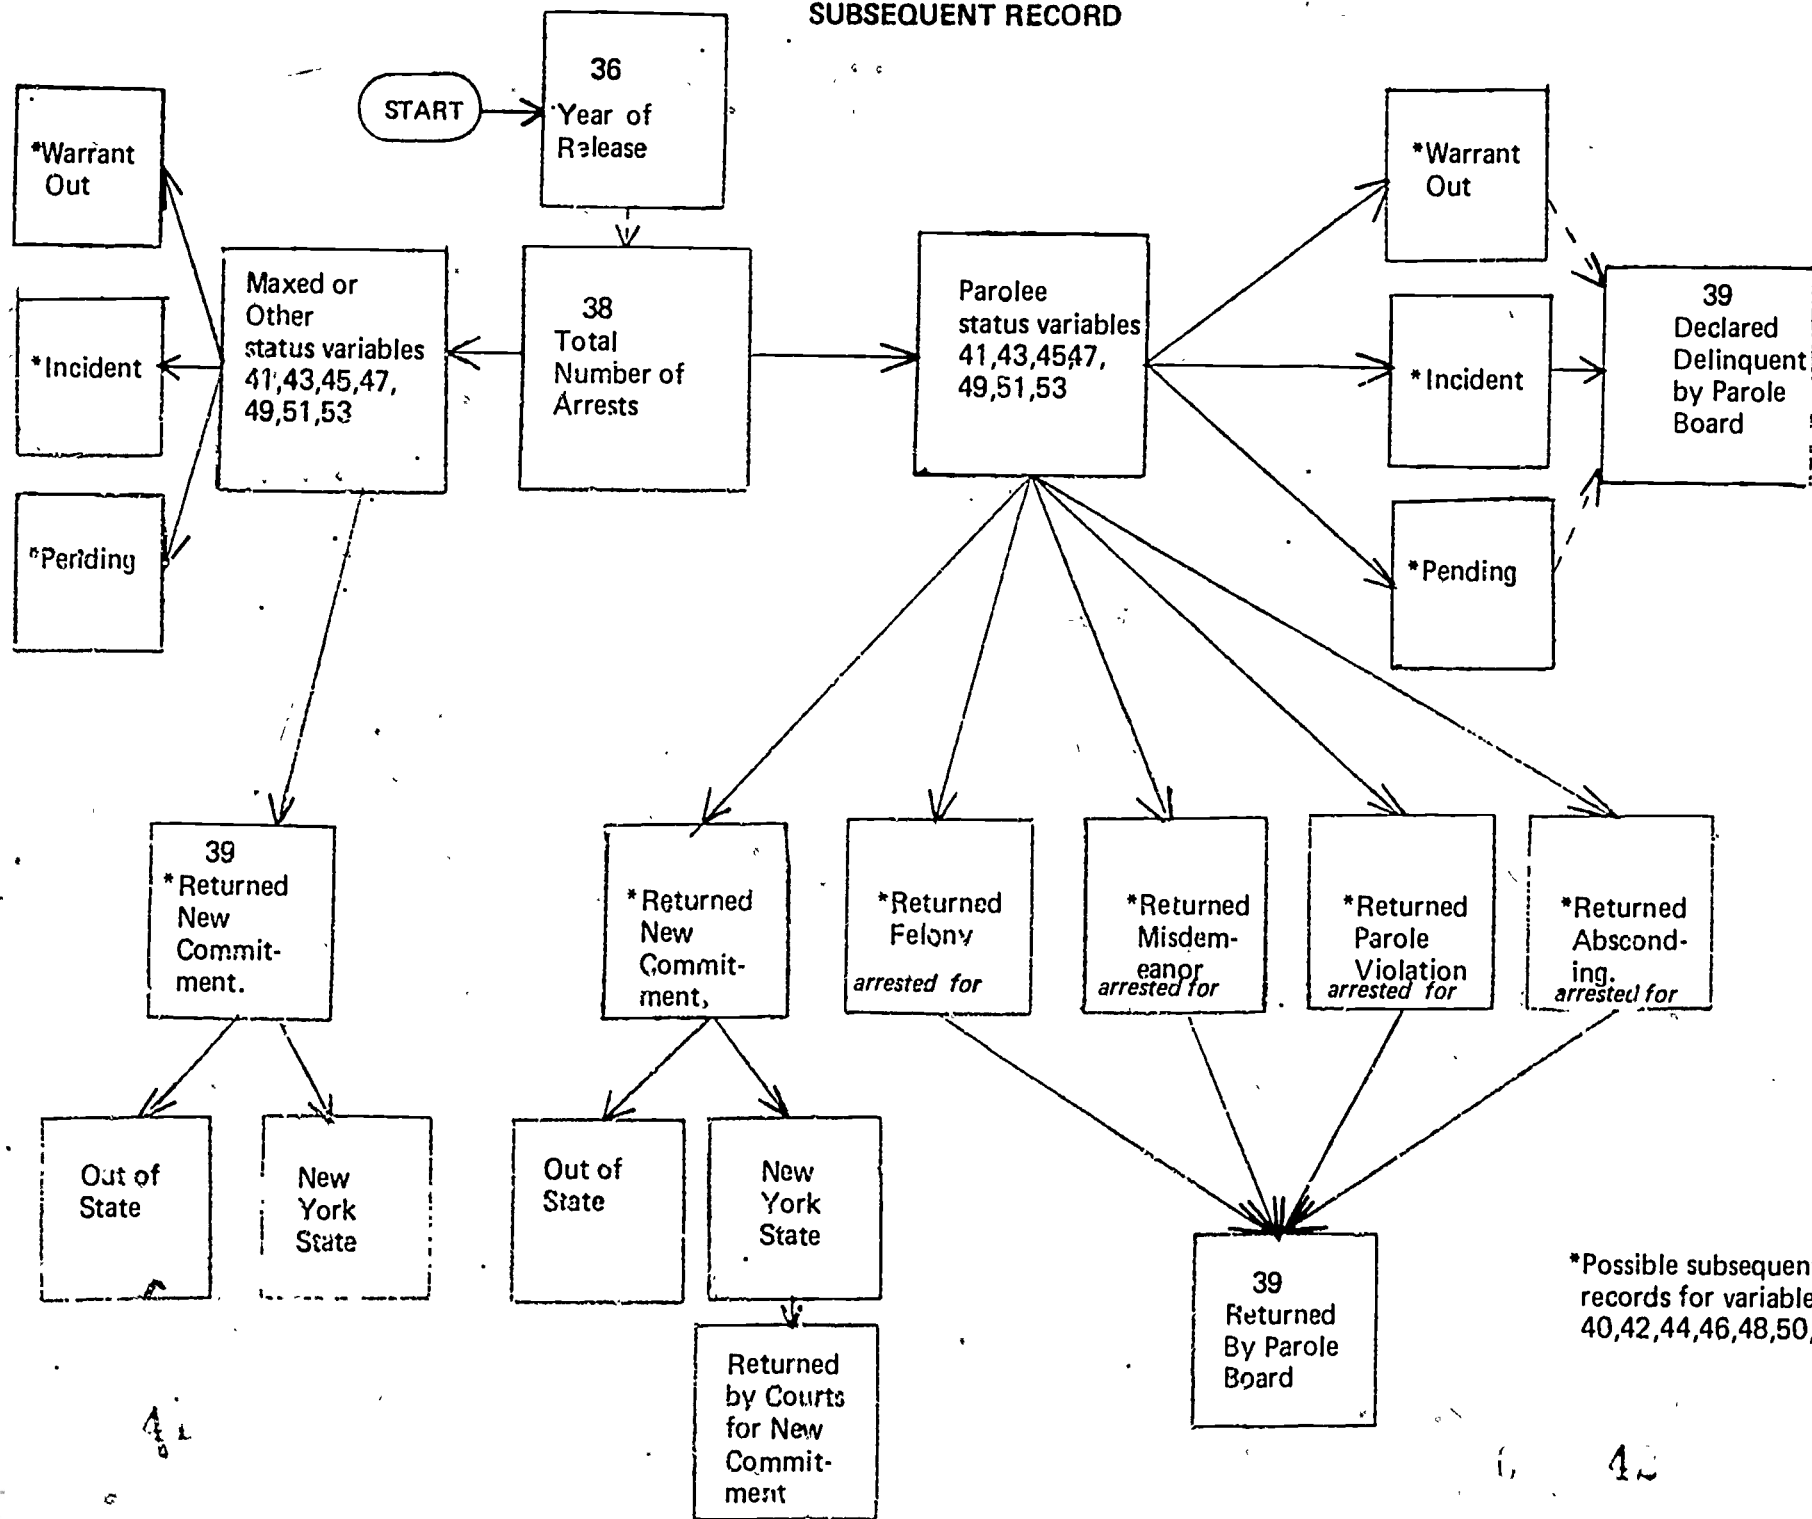 SUBSEQUENT RECORD
START
36
Year of
Release
*Warrant
Out
*Incident
*Pending
Maxed or
Other
status variables
41,43,45,47,
49,51,53
38
Total
Number of
Arrests
Parolee
status variables
41,43,45,47,
49,51,53
*Warrant
Out
*Incident
*Pending
39
Declared
Delinquent
by Parole
Board
39
*Returned
New
Commit-
ment.
*Returned
New
Commit-
ment,
*Returned
Felony
arrested for
*Returned
Misdem-
eanor
arrested for
*Returned
Parole
Violation
arrested for
*Returned
Abscond-
ing.
arrested for
Out of
State
New
York
State
Out of
State
New
York
State
Returned
by Courts
for New
Commit-
ment
39
Returned
By Parole
Board
*Possible subsequen
records for variable
40,42,44,46,48,50,